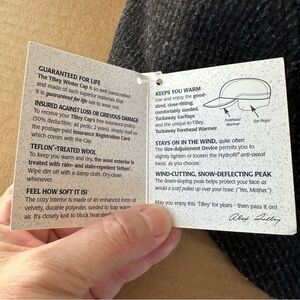 GUARANTEED FOR LIFE
The Tilley Winter Cap is so well handcrafted
and made of such superb materials that
it is guaranteed for life not to wear out.
INSURED AGAINST LOSS OR GRIEVOUS DAMAGE
To receive your Tilley Cap's free insurance policy
(50% deductible; all perils; 2 years), simply mail us
the postage-paid Insurance Registration Card
which comes with the Cap.
TEFLON®-TREATED WOOL
To keep you warm and dry, the wool exterior is
treated with rain- and stain-repellent Teflon®.
Wipe dirt off with a damp cloth. Dry-clean
whenever.
FEEL HOW SOFT IT IS!
The cozy interior is made of an enhanced form of
velvety, durable polyester, sueded to trap warm
air. It's closely knit to block heat-
KEEPS YOU WARM
Use and enjoy the good-
sized, close-fitting,
comfortably sueded,
Tuckaway Earflaps
and the unique-to-Tilley
Tuckaway Forehead Warmer.
Forehead
Warmer
Ear Flaps
STAYS ON IN THE WIND, quite often!
The Size-Adjustment Device permits you to
slightly tighten or loosen the Hydrofil® anti-sweat
band, as you choose.
WIND-CUTTING, SNOW-DEFLECTING PEAK
The down-sloping peak helps protect your face as
would a scarf pulled up over your nose. ("Yes, Mother.")
May you enjoy this 'Tilley' for years - then pass it on!
Alex Tilley